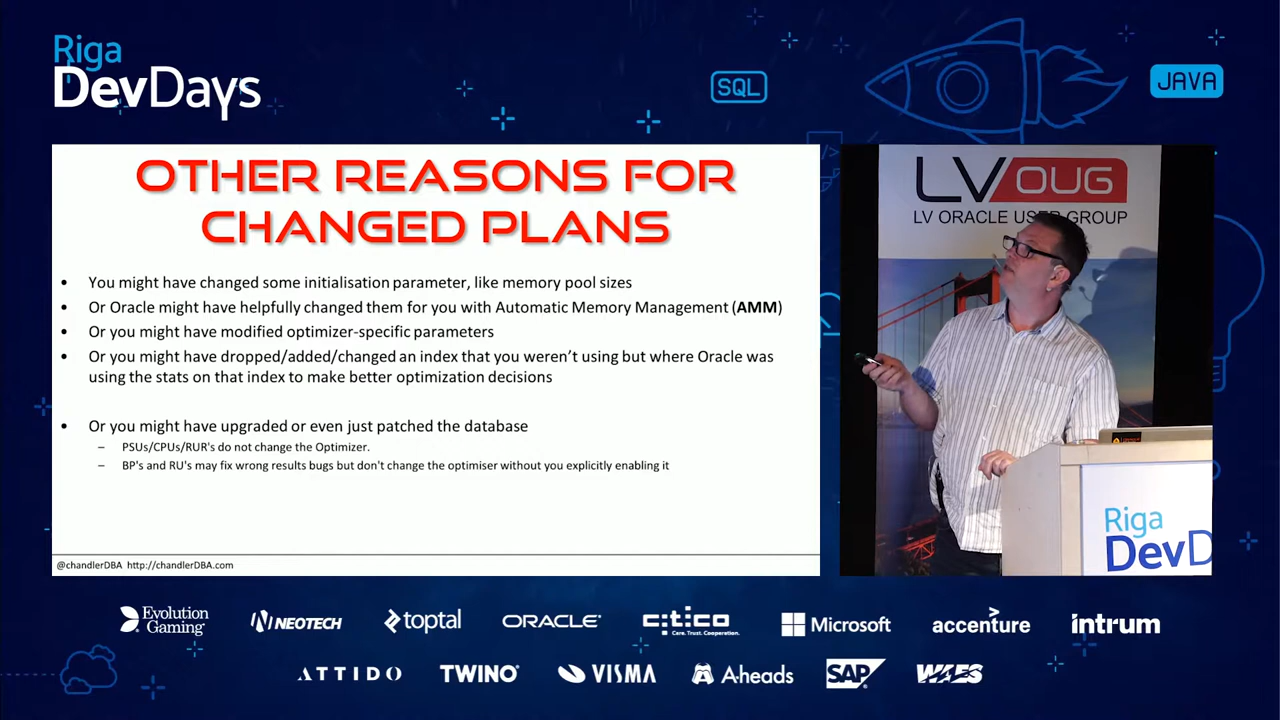 Riga
DevDays
SQL
JAVA
OTHER REASONS FOR
CHANGED PLANS
• You might have changed some initialisation parameter, like memory pool sizes
• Or Oracle might have helpfully changed them for you with Automatic Memory Management (AMM)
• Or you might have modified optimizer-specific parameters
• Or you might have dropped/added/changed an index that you weren't using but where Oracle was
using the stats on that index to make better optimization decisions
• Or you might have upgraded or even just patched the database
– PSUs/CPUs/RUR's do not change the Optimizer.
– BP's and RU's may fix wrong results bugs but don't change the optimiser without you explicitly enabling it
@chandlerDBA http://chandlerDBA.com
LV OUG
LV ORACLE USER GROUP
Riga
DevD
Evolution
Gaming
NEOTECH
toptal
ORACLE
citco
Care. Trust. Cooperation.
Microsoft
accenture
intrum
ATTIDO
TWINO
VISMA
A-heads
SAP
WAES